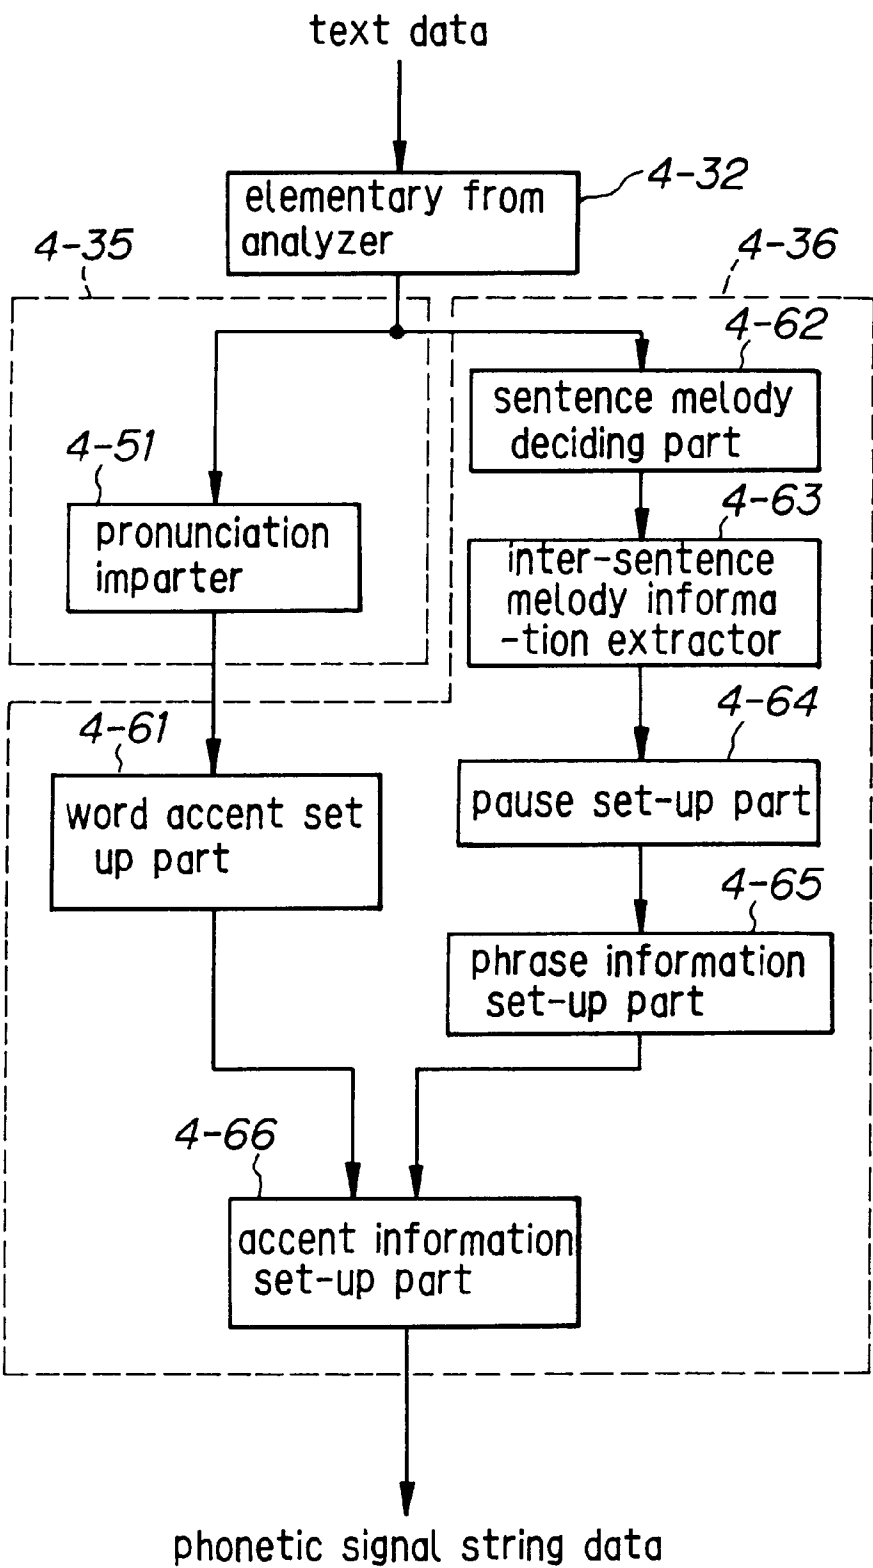 text data
4-32
elementary from
analyzer
4-35
4-36
4-62
sentence melody
deciding part
4-51
pronunciation
imparter
4-63
inter-sentence
melody informa
-tion extractor
4-61
word accent set
up part
4-64
pause set-up part
4-65
phrase information
set-up part
4-66
accent information
set-up part
phonetic signal string data